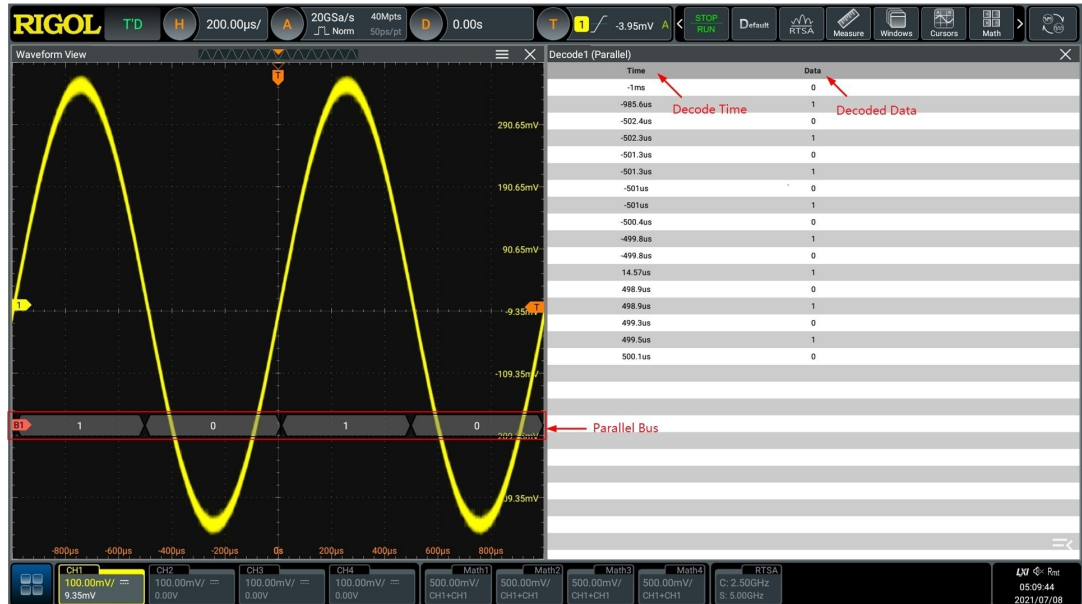 RIGOL T'D H 200.00μs/ A 20GSa/s 40Mpts D 0.00s T 1 -3.95mV A STOP Default RTSA Measure Windows Cursors Math
Norm 50ps/pt RUN
Waveform View
T
290.65mV
190.65mV
90.65mV
1
T
-9.35mV
-109.35mV
B1 1 0 1 0
-800μs -600μs -400μs -200μs 0s 200μs 400μs 600μs 800μs
Decode1 (Parallel)
Time Data
-1ms 0
-985.6us 1
-502.4us 0
-502.3us 1
-501.3us 0
-501.3us 1
-501us 0
-501us 1
-500.4us 0
-499.8us 1
-499.8us 0
14.57us 1
498.9us 0
498.9us 1
499.3us 0
499.5us 1
500.1us 0
Decode Time
Decoded Data
Parallel Bus
CH1 CH2 CH3 CH4 Math1 Math2 Math3 Math4 RTSA
100.00mV/ 100.00mV/ 100.00mV/ 100.00mV/ 500.00mV/ 500.00mV/ 500.00mV/ 500.00mV/ C: 2.50GHz
9.35mV 0.00V 0.00V 0.00V CH1+CH1 CH1+CH1 CH1+CH1 CH1+CH1 S: 5.00GHz
LXI Rmt
05:09:44
2021/07/08